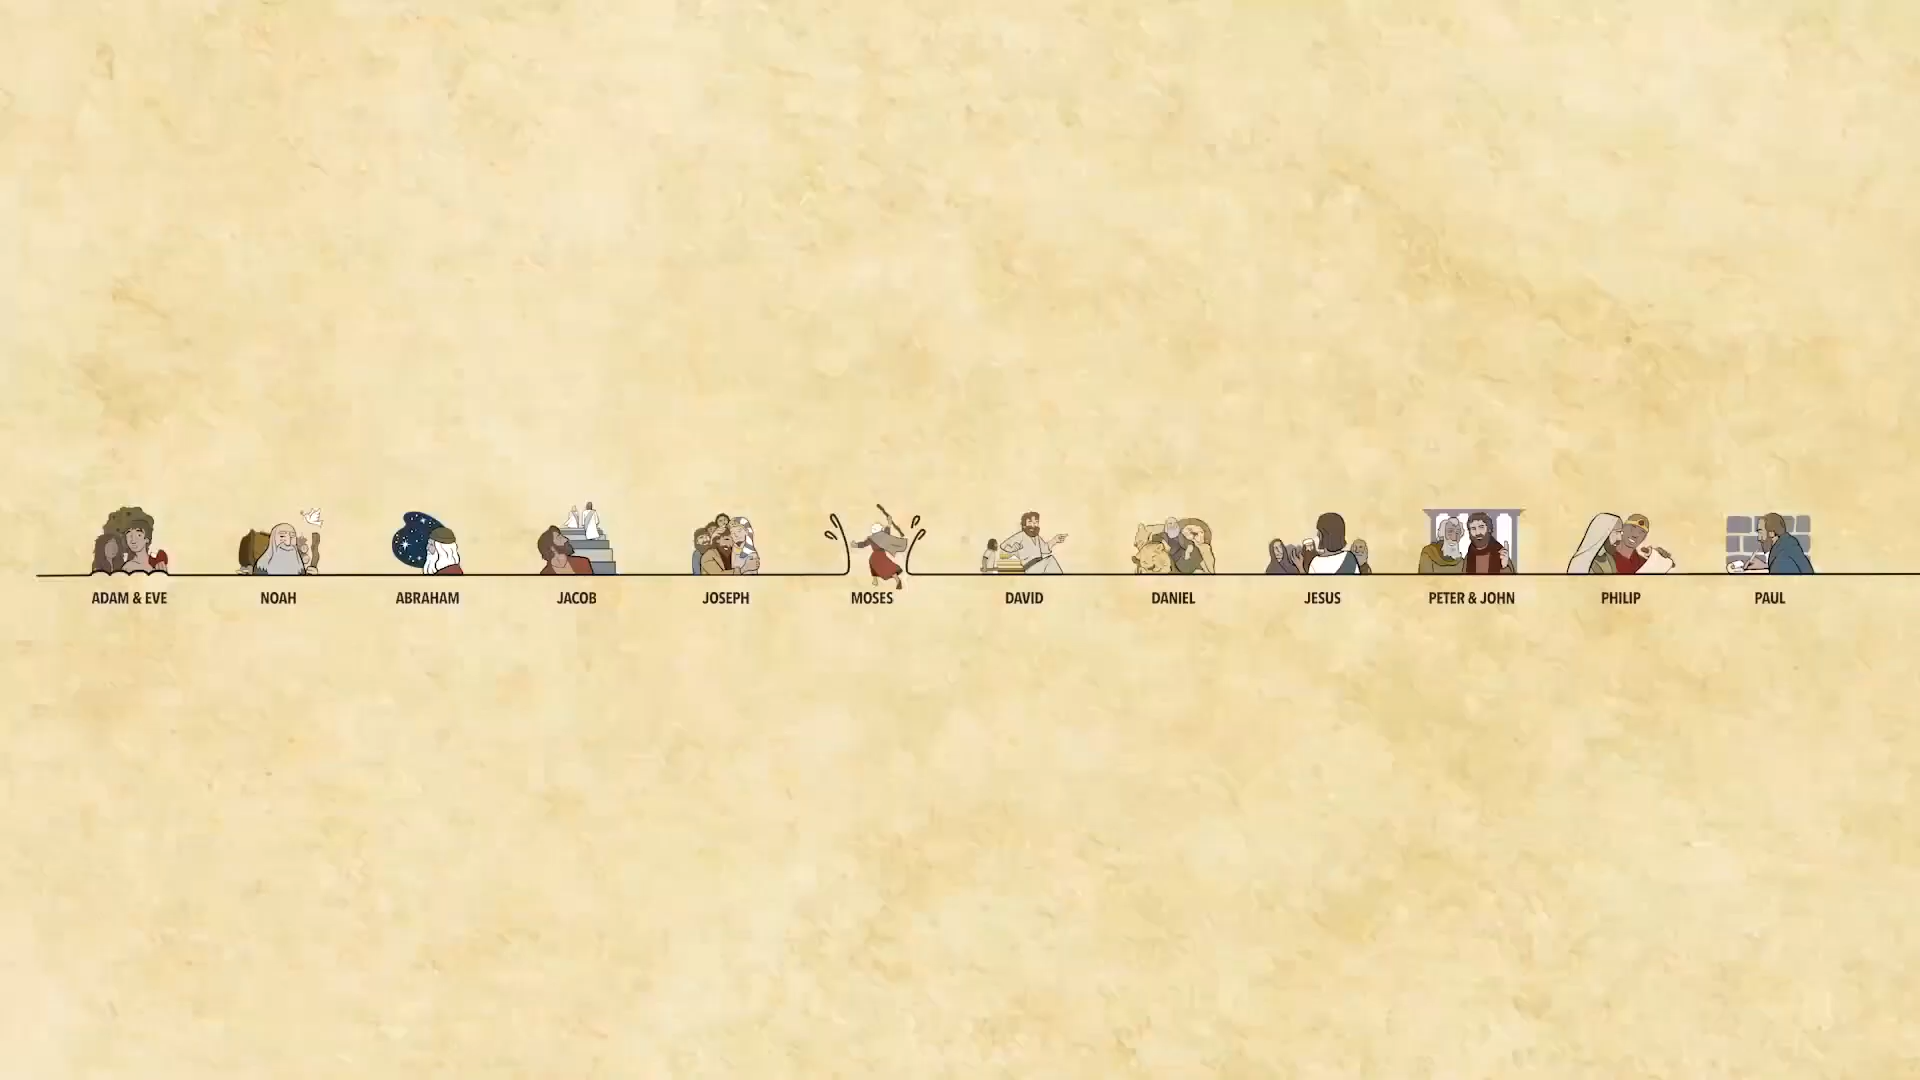 ADAM & EVE
NOAH
ABRAHAM
JACOB
JOSEPH
MOSES
DAVID
DANIEL
JESUS
PETER & JOHN
PHILIP
PAUL